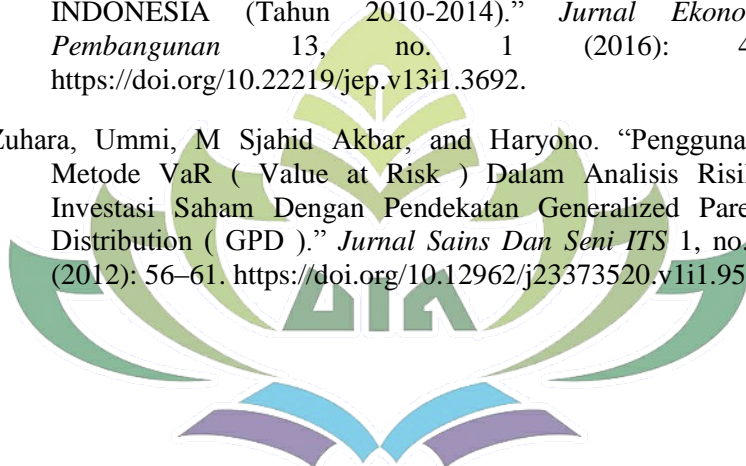 INDONESIA (Tahun 2010-2014).” Jurnal Ekono
Pembangunan 13, no. 1 (2016): 4
https://doi.org/10.22219/jep.v13i1.3692.
Zuhara, Ummi, M Sjahid Akbar, and Haryono. “Pengguna
Metode VaR ( Value at Risk ) Dalam Analisis Risi
Investasi Saham Dengan Pendekatan Generalized Pare
Distribution ( GPD ).” Jurnal Sains Dan Seni ITS 1, no.
(2012): 56–61. https://doi.org/10.12962/j23373520.v1i1.95